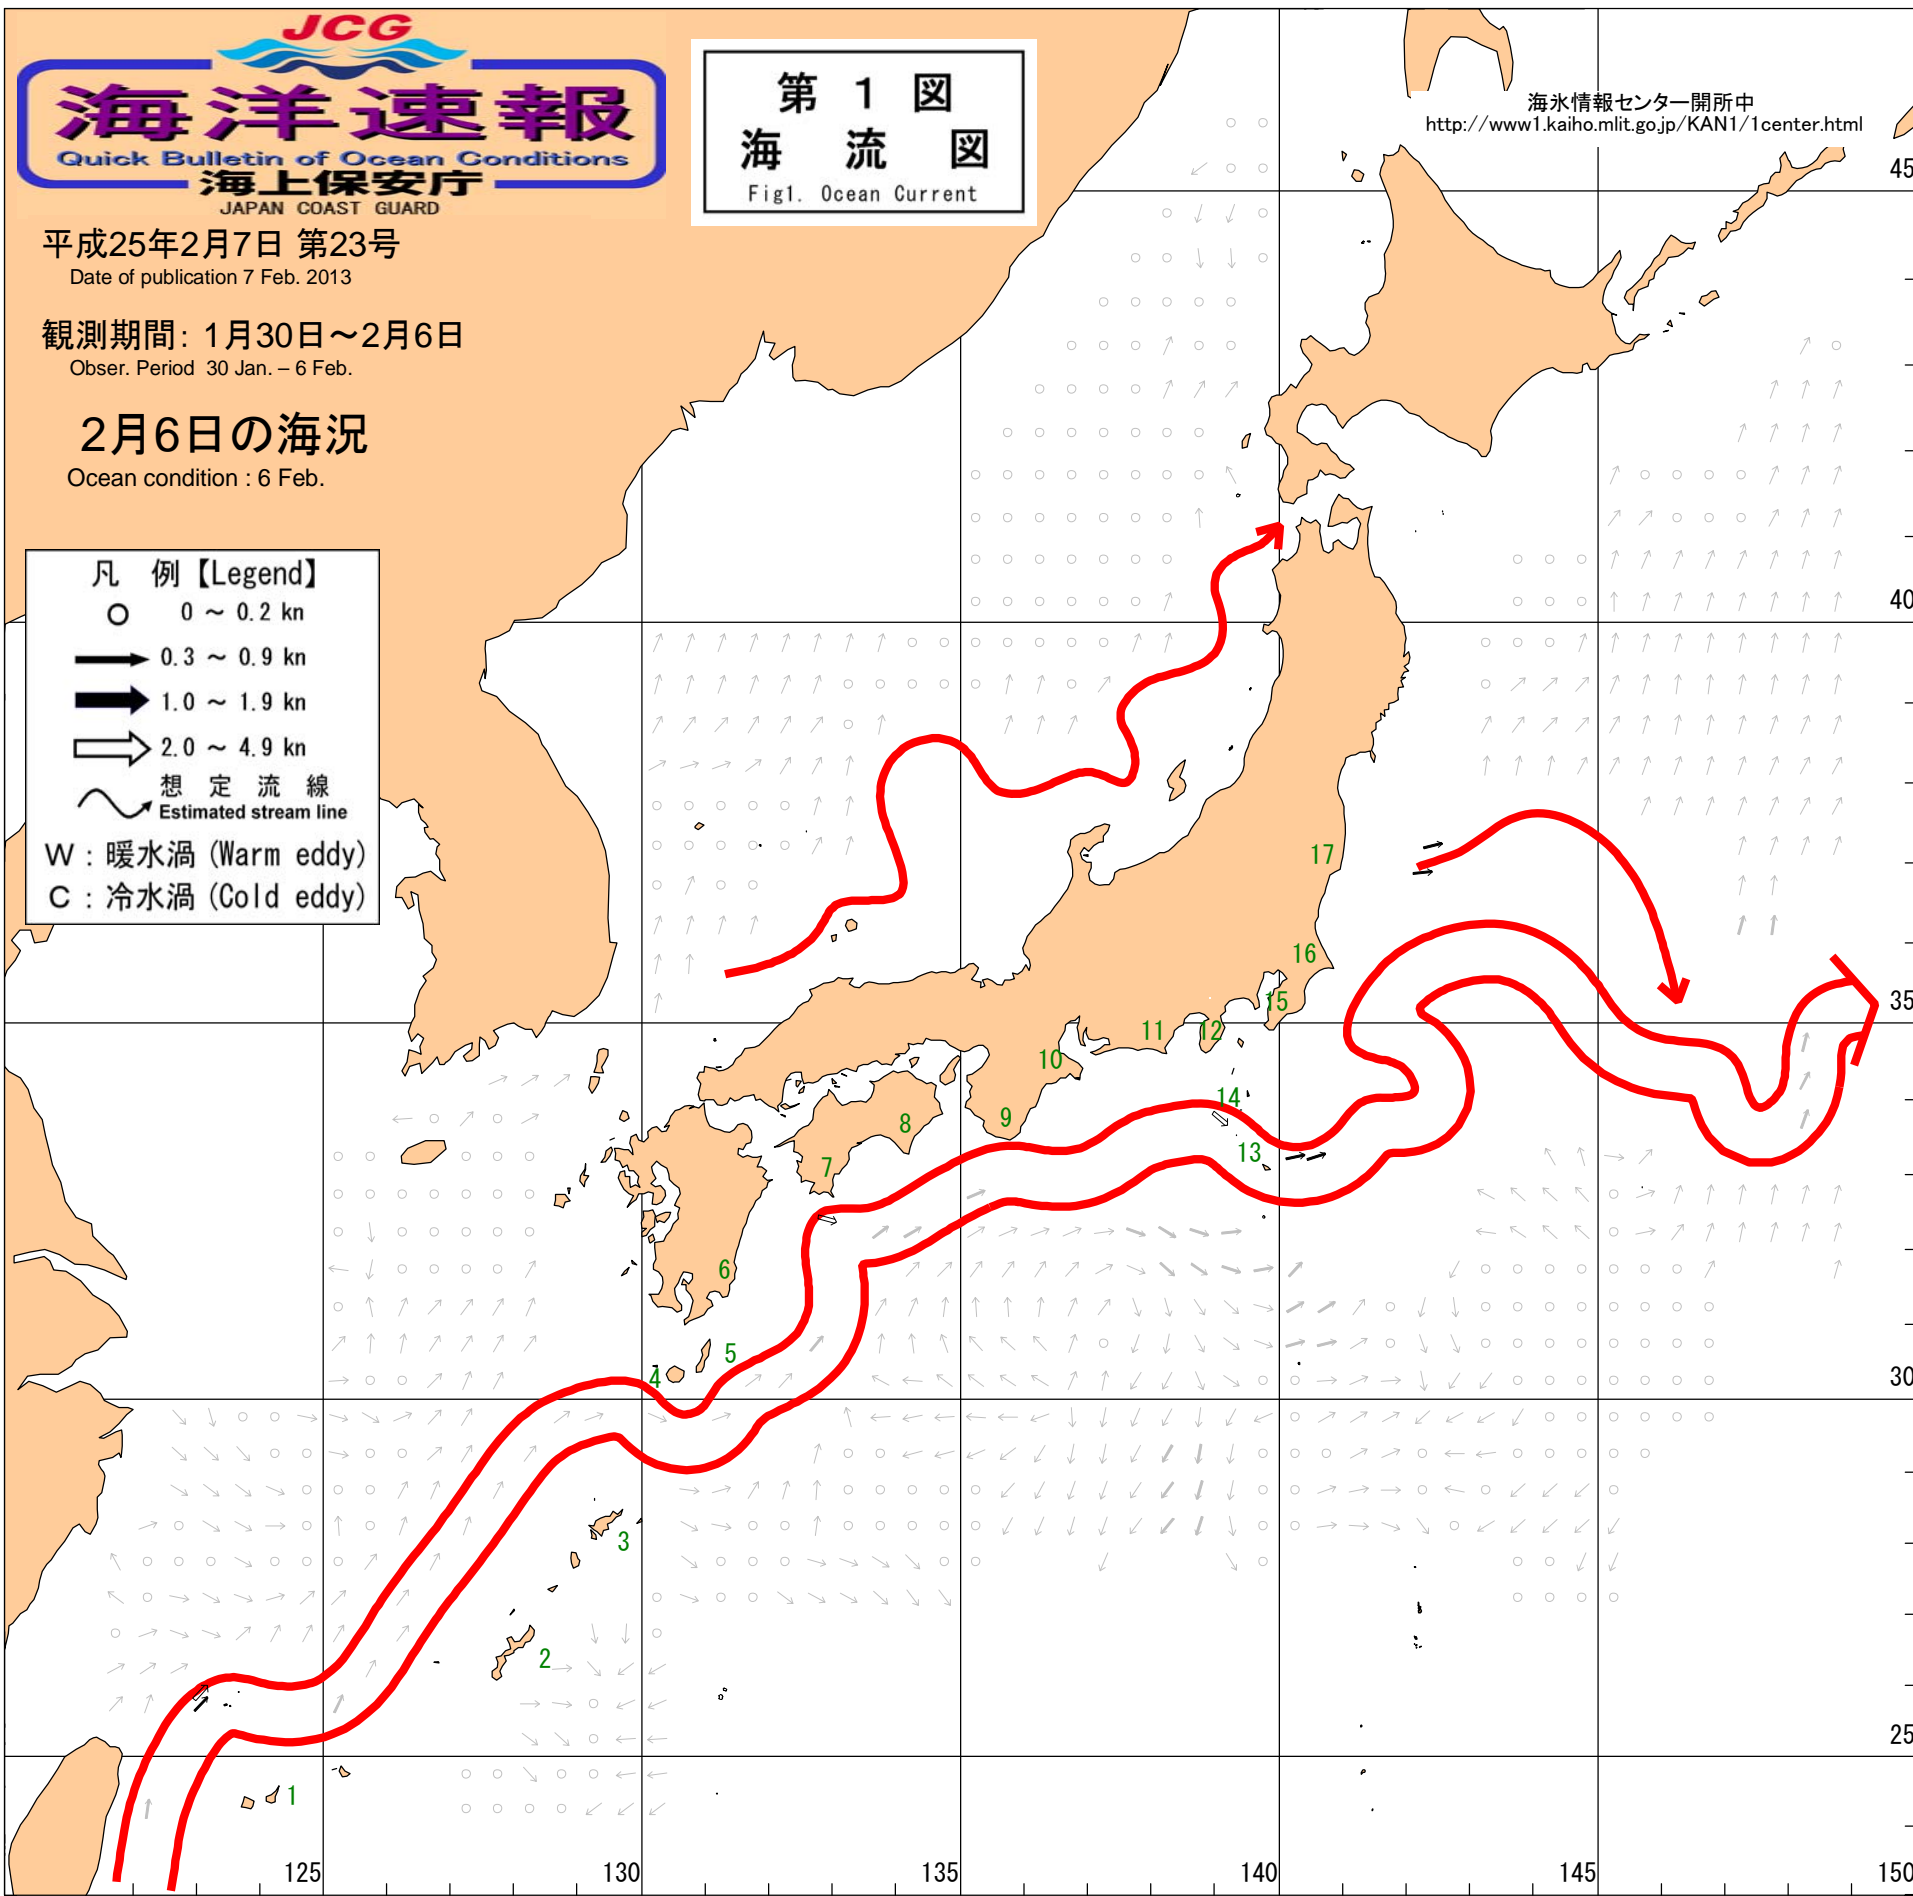 JCG
海洋速報
Quick Bulletin of Ocean Conditions
海上保安庁
JAPAN COAST GUARD
第 1 図
海 流 図
Fig1. Ocean Current
海氷情報センター開所中
http://www1.kaiho.mlit.go.jp/KAN1/1center.html
平成25年2月7日 第23号
Date of publication 7 Feb. 2013
観測期間: 1月30日～2月6日
Obser. Period 30 Jan. – 6 Feb.
2月6日の海況
Ocean condition : 6 Feb.
凡 例【Legend】
0 ～ 0.2 kn
0.3 ～ 0.9 kn
1.0 ～ 1.9 kn
2.0 ～ 4.9 kn
想 定 流 線
Estimated stream line
W : 暖水渦 (Warm eddy)
C : 冷水渦 (Cold eddy)
45
40
35
30
25
17
16
15
11
12
10
14
9
8
13
7
6
5
4
3
2
1
125
130
135
140
145
150